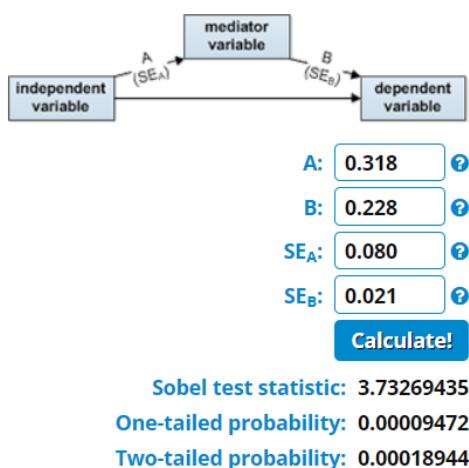 mediator
variable
A
(SEA)
B
(SEB)
independent
variable
dependent
variable
A: 0.318 ?
B: 0.228 ?
SEA: 0.080 ?
SEB: 0.021 ?
Calculate!
Sobel test statistic: 3.73269435
One-tailed probability: 0.00009472
Two-tailed probability: 0.00018944